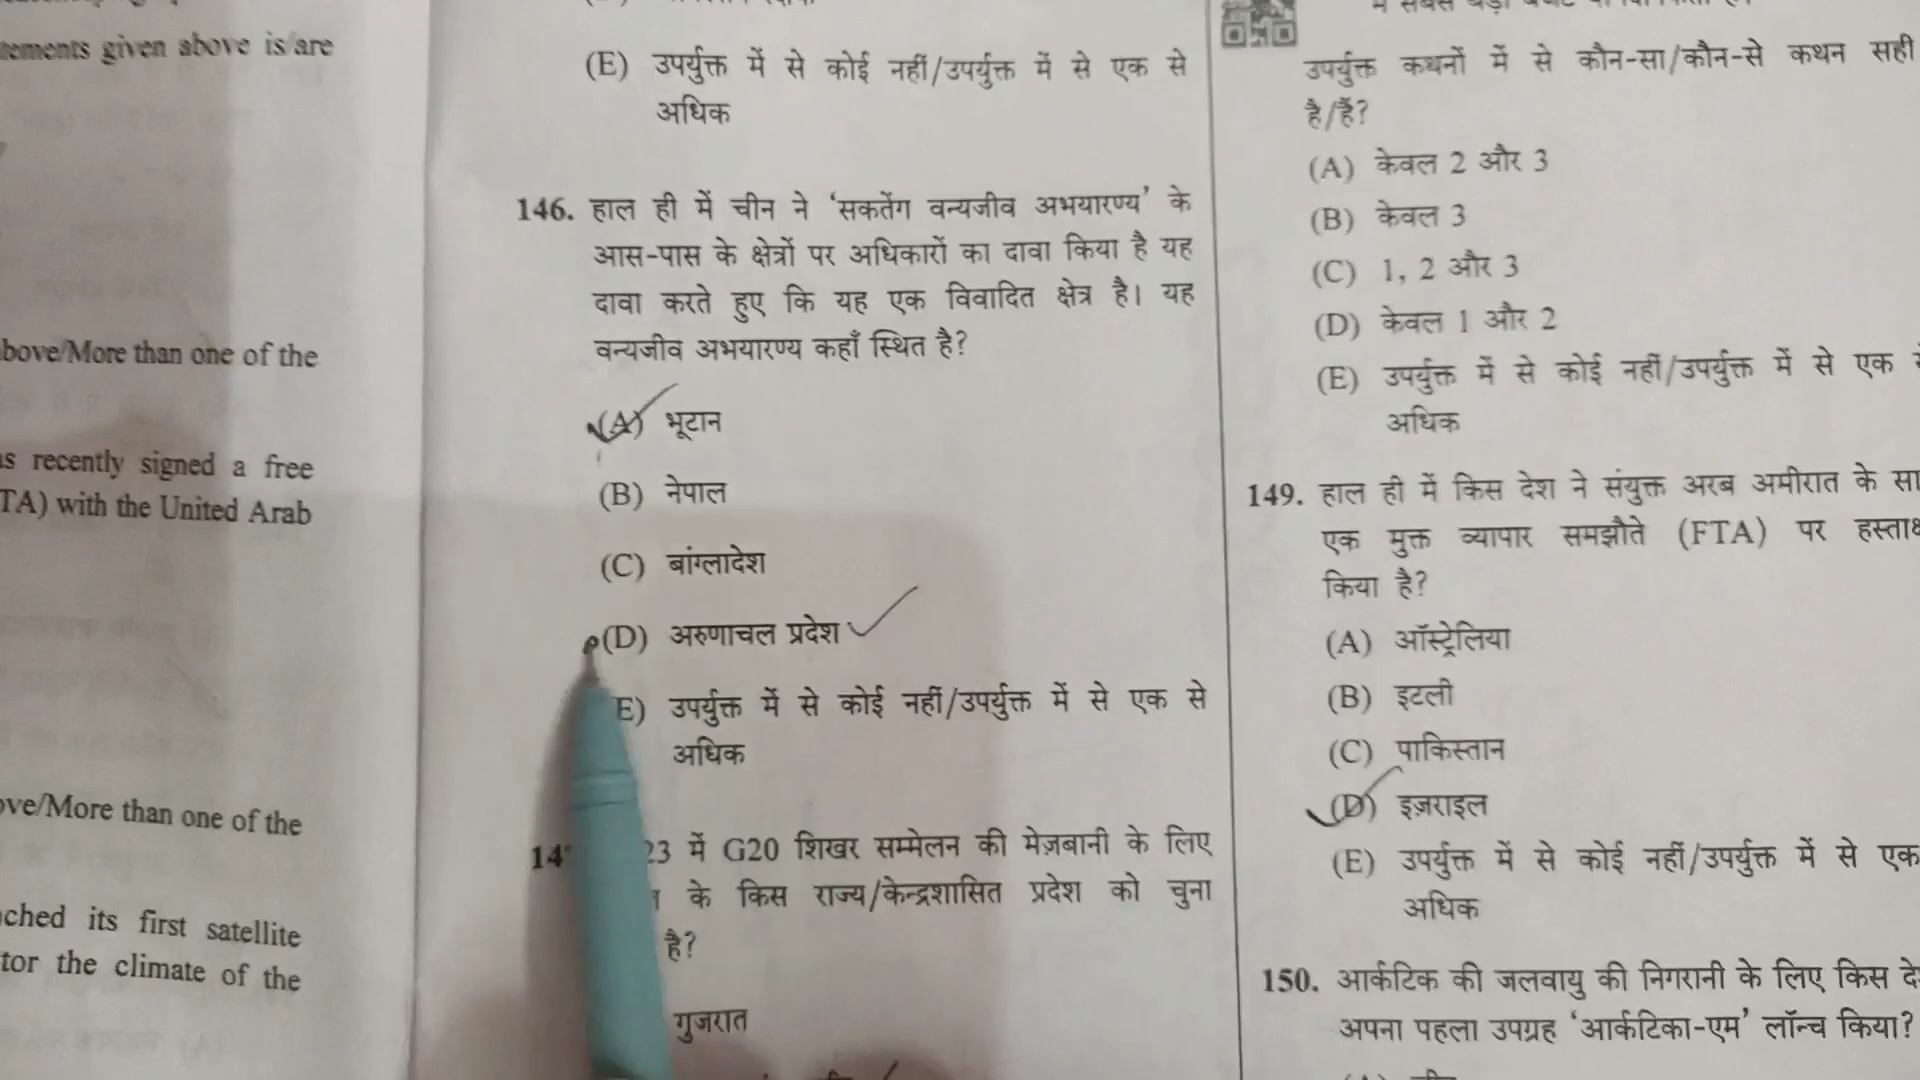 tements given above is/are
bove/More than one of the
s recently signed a free
TA) with the United Arab
ve/More than one of the
ched its first satellite
tor the climate of the
(E) उपर्युक्त में से कोई नहीं/उपर्युक्त में से एक से
अधिक
146. हाल ही में चीन ने ‘सकतेंग वन्यजीव अभयारण्य’ के
आस-पास के क्षेत्रों पर अधिकारों का दावा किया है यह
दावा करते हुए कि यह एक विवादित क्षेत्र है। यह
वन्यजीव अभयारण्य कहाँ स्थित है?
(A) भूटान
(B) नेपाल
(C) बांग्लादेश
(D) अरुणाचल प्रदेश
E) उपर्युक्त में से कोई नहीं/उपर्युक्त में से एक से
अधिक
14 23 में G20 शिखर सम्मेलन की मेज़बानी के लिए
के किस राज्य/केन्द्रशासित प्रदेश को चुना
है?
गुजरात
उपर्युक्त कथनों में से कौन-सा/कौन-से कथन सही
है/हैं?
(A) केवल 2 और 3
(B) केवल 3
(C) 1, 2 और 3
(D) केवल 1 और 2
(E) उपर्युक्त में से कोई नहीं/उपर्युक्त में से एक
अधिक
149. हाल ही में किस देश ने संयुक्त अरब अमीरात के सा
एक मुक्त व्यापार समझौते (FTA) पर हस्ताक्ष
किया है?
(A) ऑस्ट्रेलिया
(B) इटली
(C) पाकिस्तान
(D) इज़राइल
(E) उपर्युक्त में से कोई नहीं/उपर्युक्त में से एक
अधिक
150. आर्कटिक की जलवायु की निगरानी के लिए किस दे
अपना पहला उपग्रह ‘आर्कटिका-एम’ लॉन्च किया?